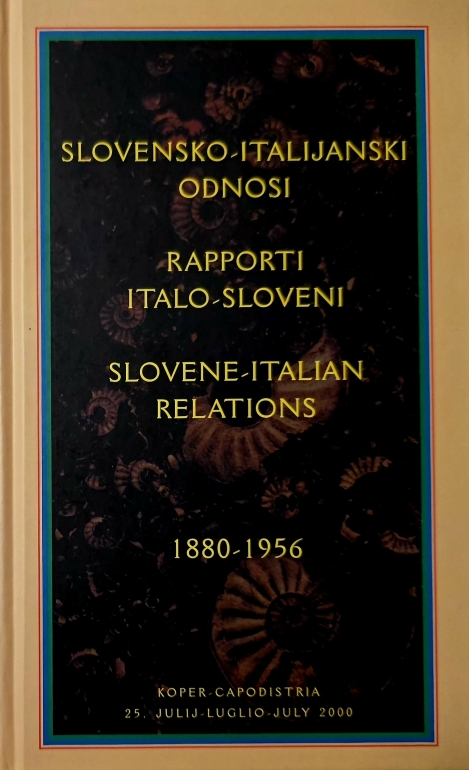 SLOVENSKO-ITALIJANSKI
ODNOSI
RAPPORTI
ITALO-SLOVENI
SLOVENE-ITALIAN
RELATIONS
1880-1956
KOPER-CAPODISTRIA
25. JULIJ-LUGLIO-JULY 2000